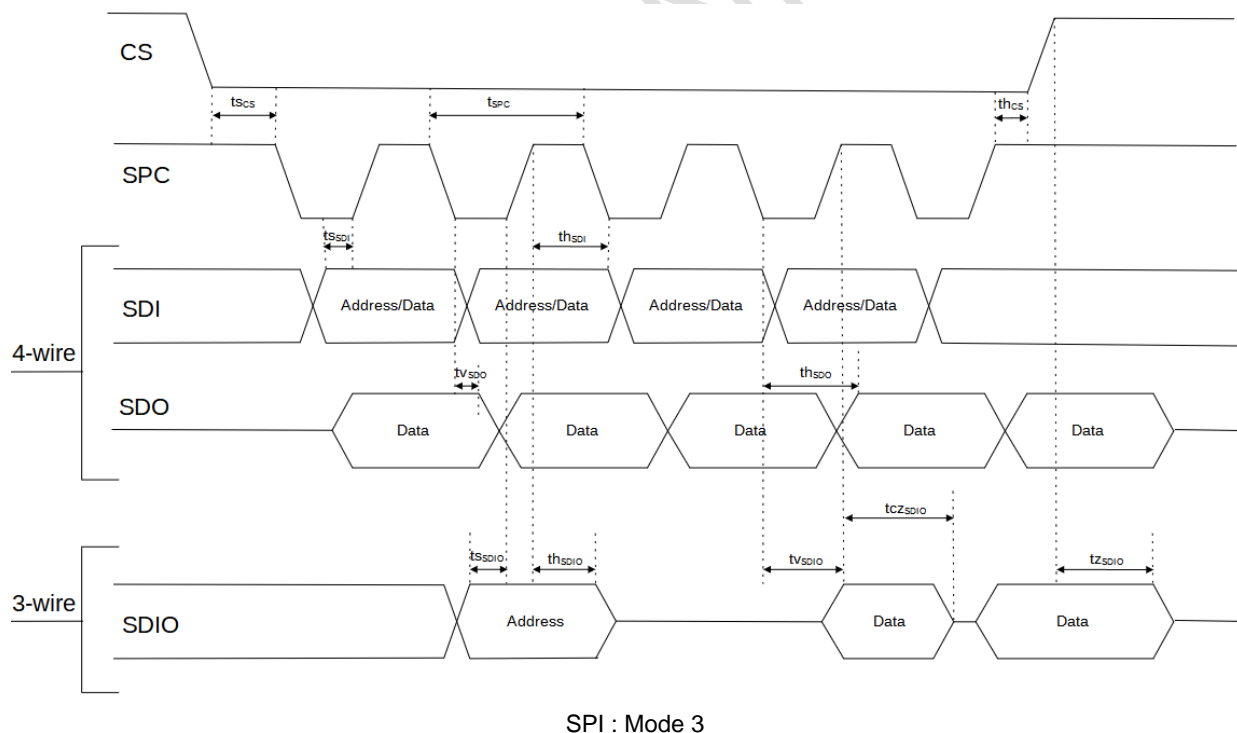 CS
tsCS
tSPC
thCS
SPC
tsSDI
thSDI
4-wire
SDI
Address/Data
Address/Data
Address/Data
Address/Data
tvSDO
thSDO
SDO
Data
Data
Data
Data
Data
tczSDIO
3-wire
tsSDIO
thSDIO
tvSDIO
tzSDIO
SDIO
Address
Data
Data
SPI : Mode 3